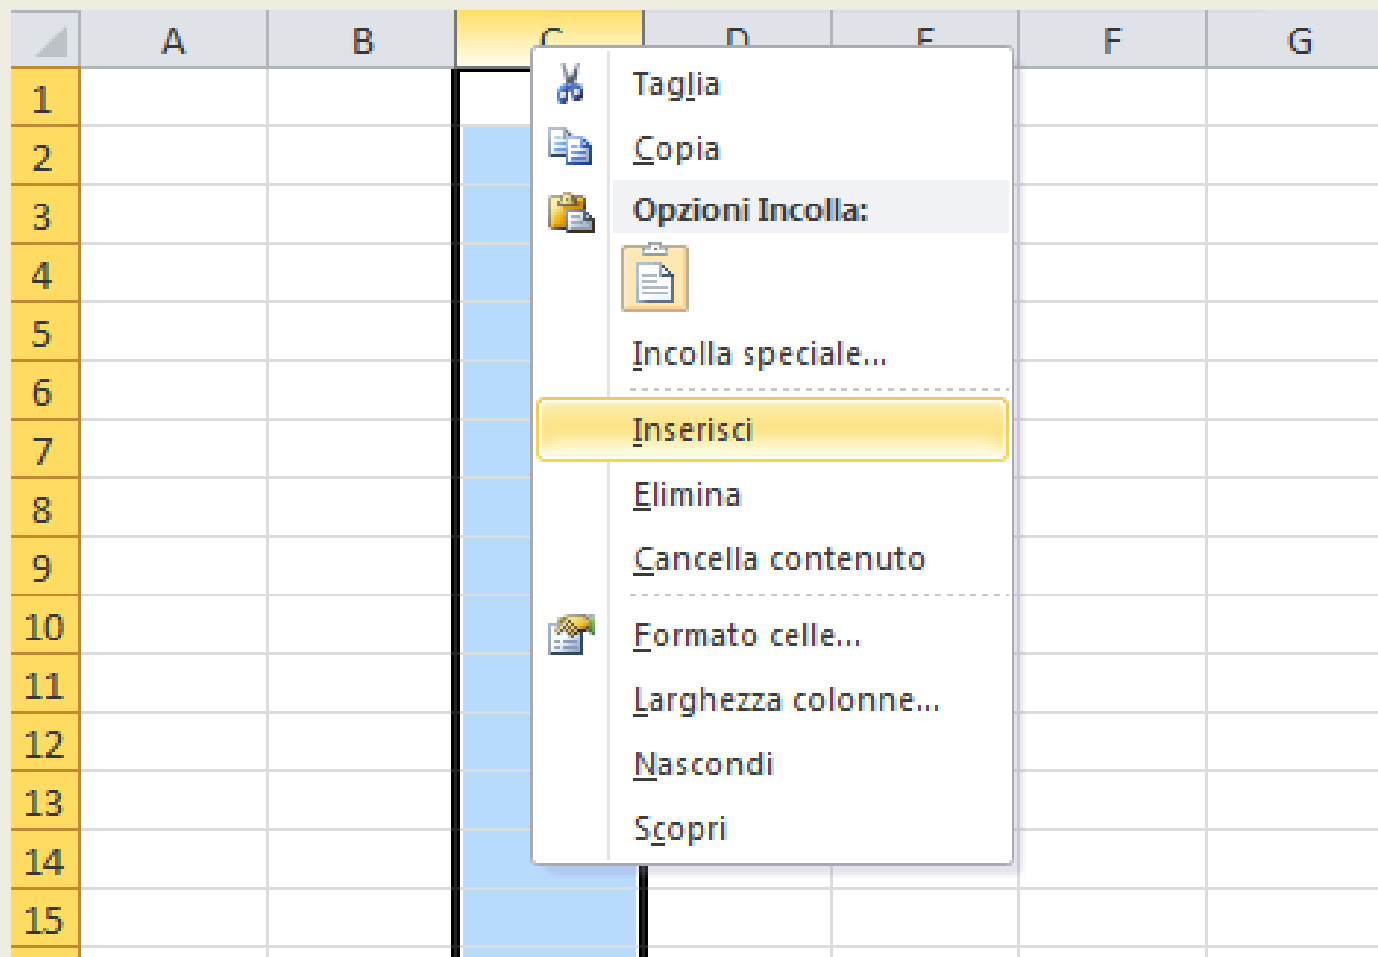 A B C D E F G
1
Taglia
2
Copia
3
Opzioni Incolla:
4
5
Incolla speciale...
6
7
Inserisci
8
Elimina
9
Cancella contenuto
10
Formato celle...
11
Larghezza colonne...
12
Nascondi
13
Scopri
14
15